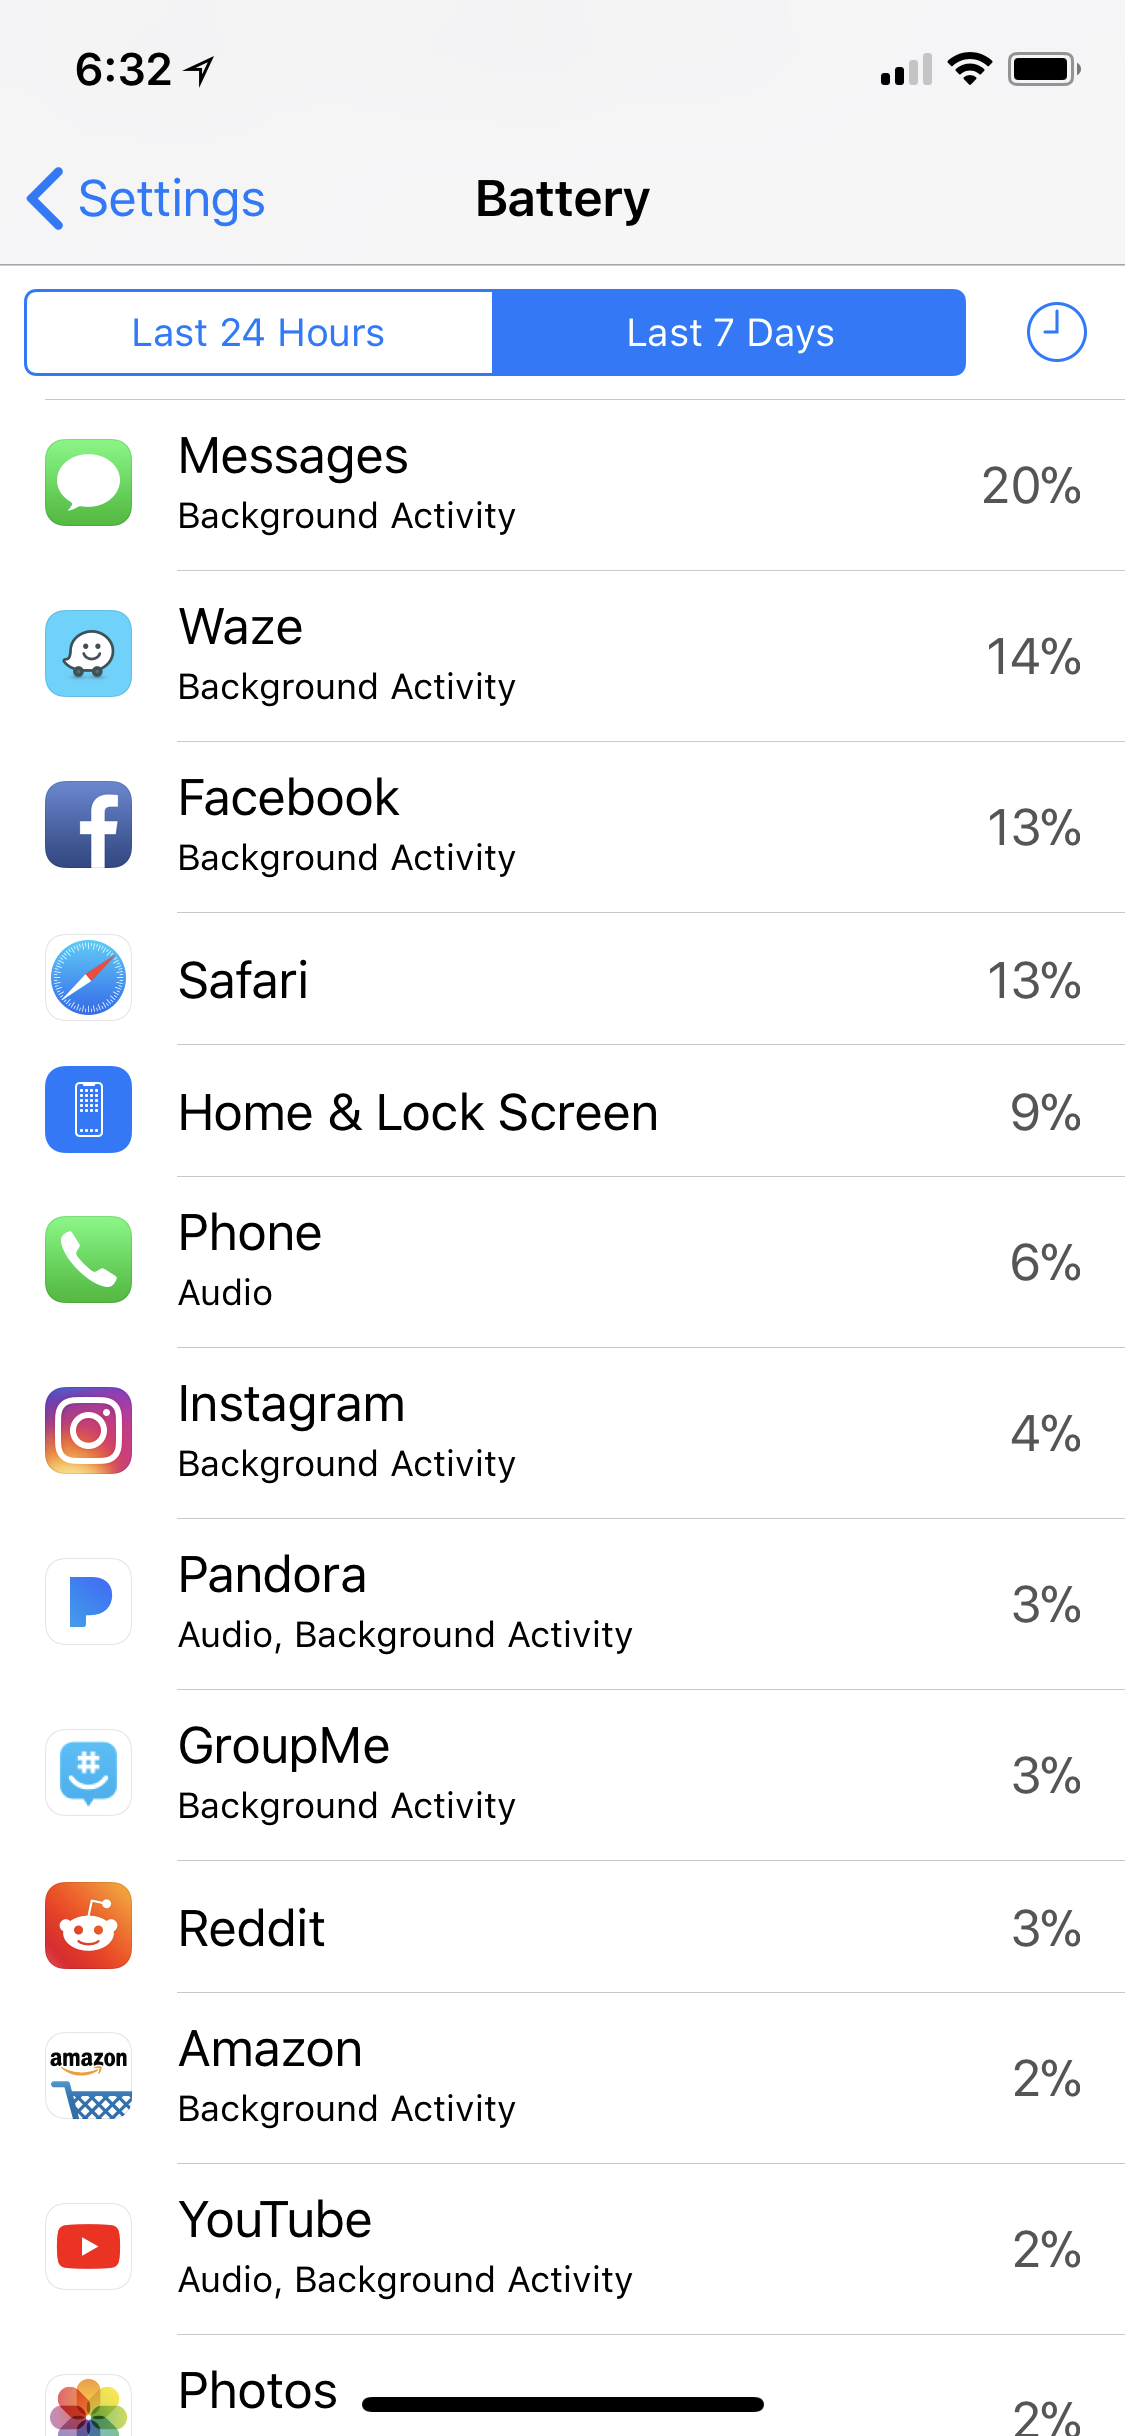 6:32
Settings
Battery
Last 24 Hours
Last 7 Days
Messages
Background Activity
20%
Waze
Background Activity
14%
Facebook
Background Activity
13%
Safari
13%
Home & Lock Screen
9%
Phone
Audio
6%
Instagram
Background Activity
4%
Pandora
Audio, Background Activity
3%
GroupMe
Background Activity
3%
Reddit
3%
amazon
Amazon
Background Activity
2%
YouTube
Audio, Background Activity
2%
Photos
2%